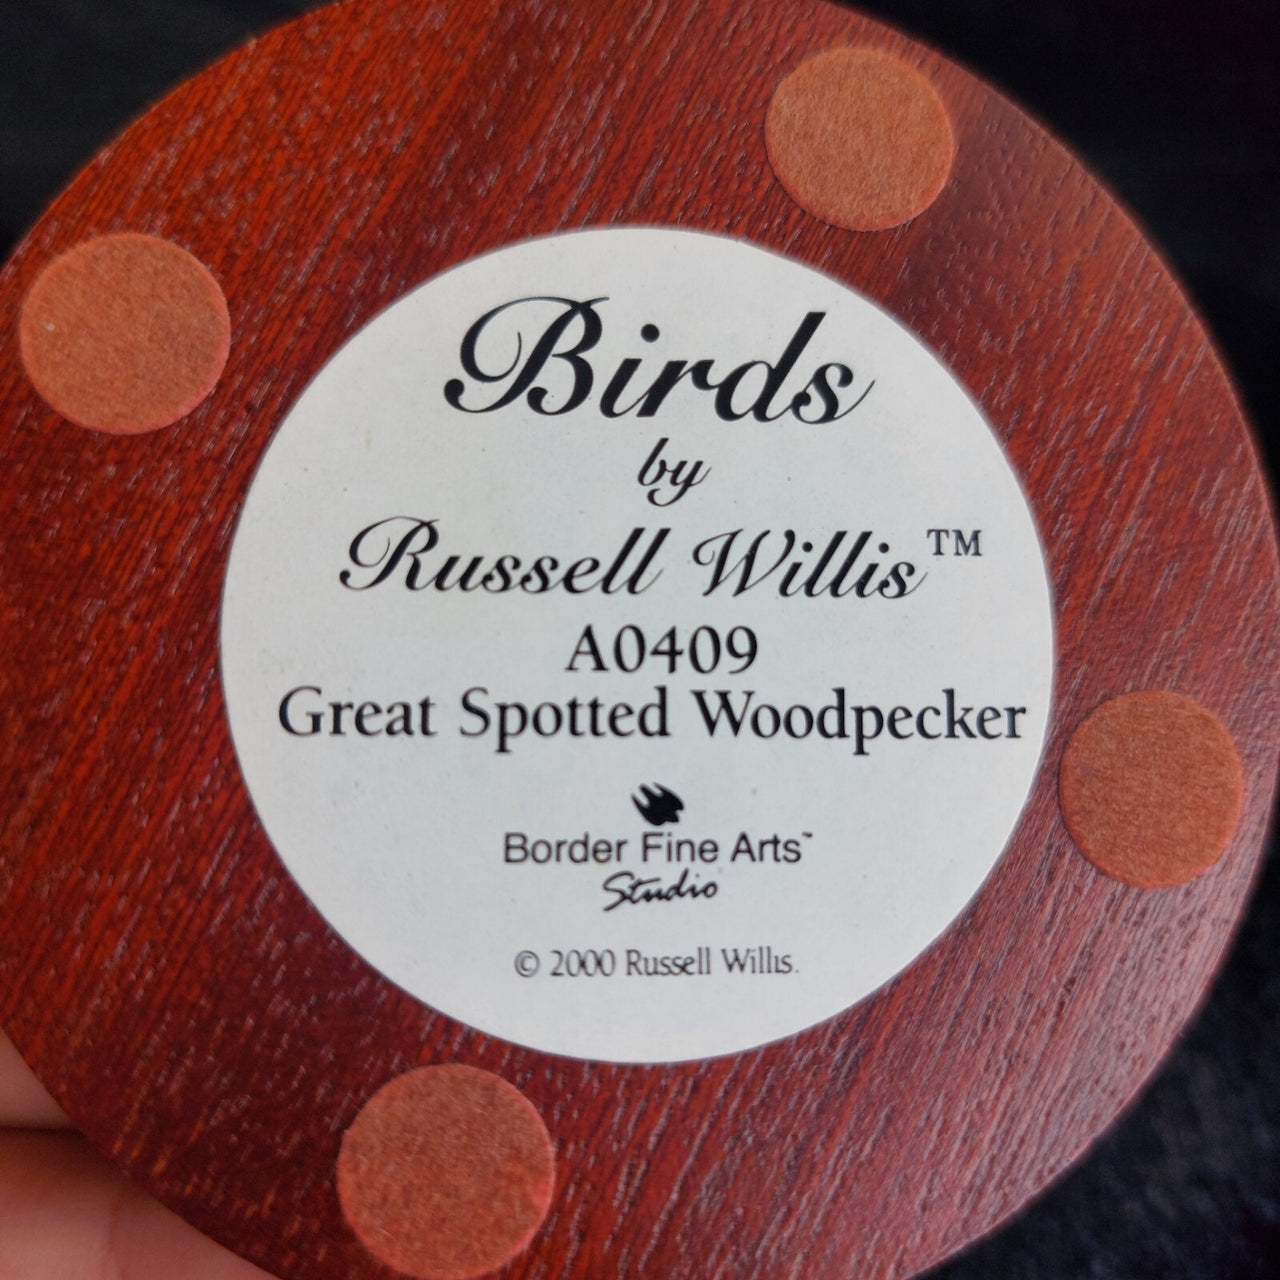 Birds
by
Russell Willis™
A0409
Great Spotted Woodpecker
Border Fine Arts™
Studio
© 2000 Russell Willis.